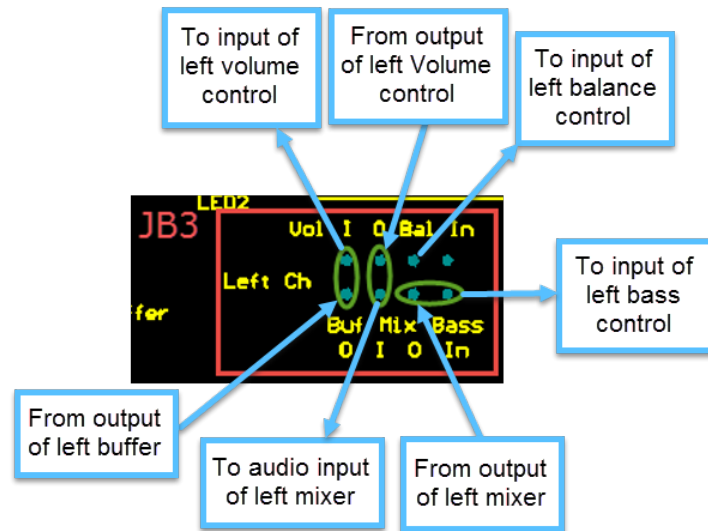 To input of
left volume
control
From output
of left Volume
control
To input of
left balance
control
LED2
JB3
Vol I O Bal In
Left Ch
ffer
Buf Mix Bass
O I O In
To input of
left bass
control
From output
of left buffer
To audio input
of left mixer
From output
of left mixer